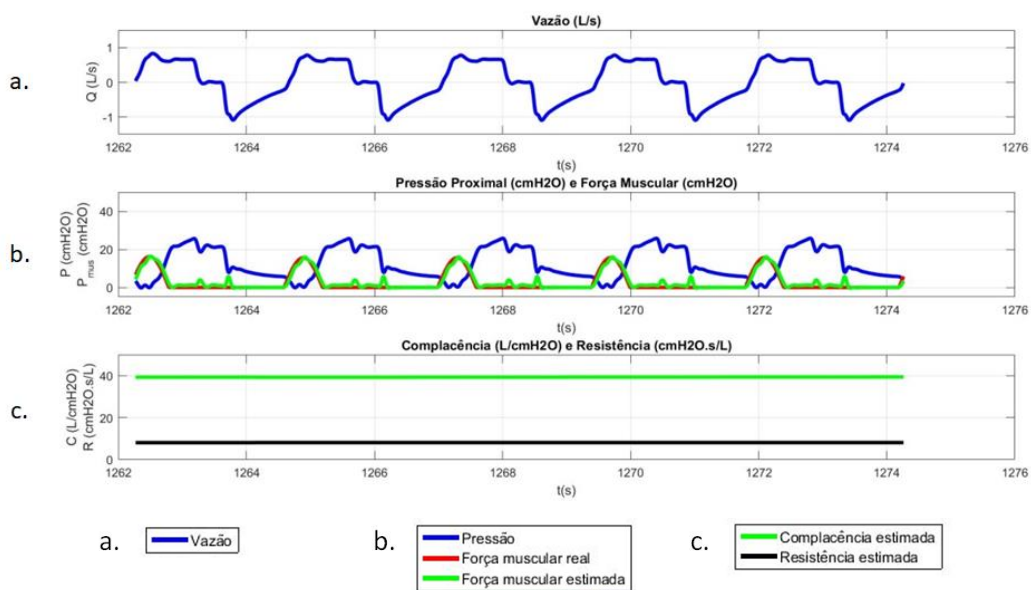 Vazão (L/s)
a.
Q (L/s)
1
0
-1
1262 1264 1266 1268 1270 1272 1274 1276
t(s)
Pressão Proximal (cmH2O) e Força Muscular (cmH2O)
b.
P (cmH2O)
P mus (cmH2O)
40
20
0
1262 1264 1266 1268 1270 1272 1274 1276
t(s)
Complacência (L/cmH2O) e Resistência (cmH2O.s/L)
c.
C (L/cmH2O)
R (cmH2O.s/L)
40
20
0
1262 1264 1266 1268 1270 1272 1274 1276
t(s)
a. Vazão
b. Pressão
Força muscular real
Força muscular estimada
c. Complacência estimada
Resistência estimada